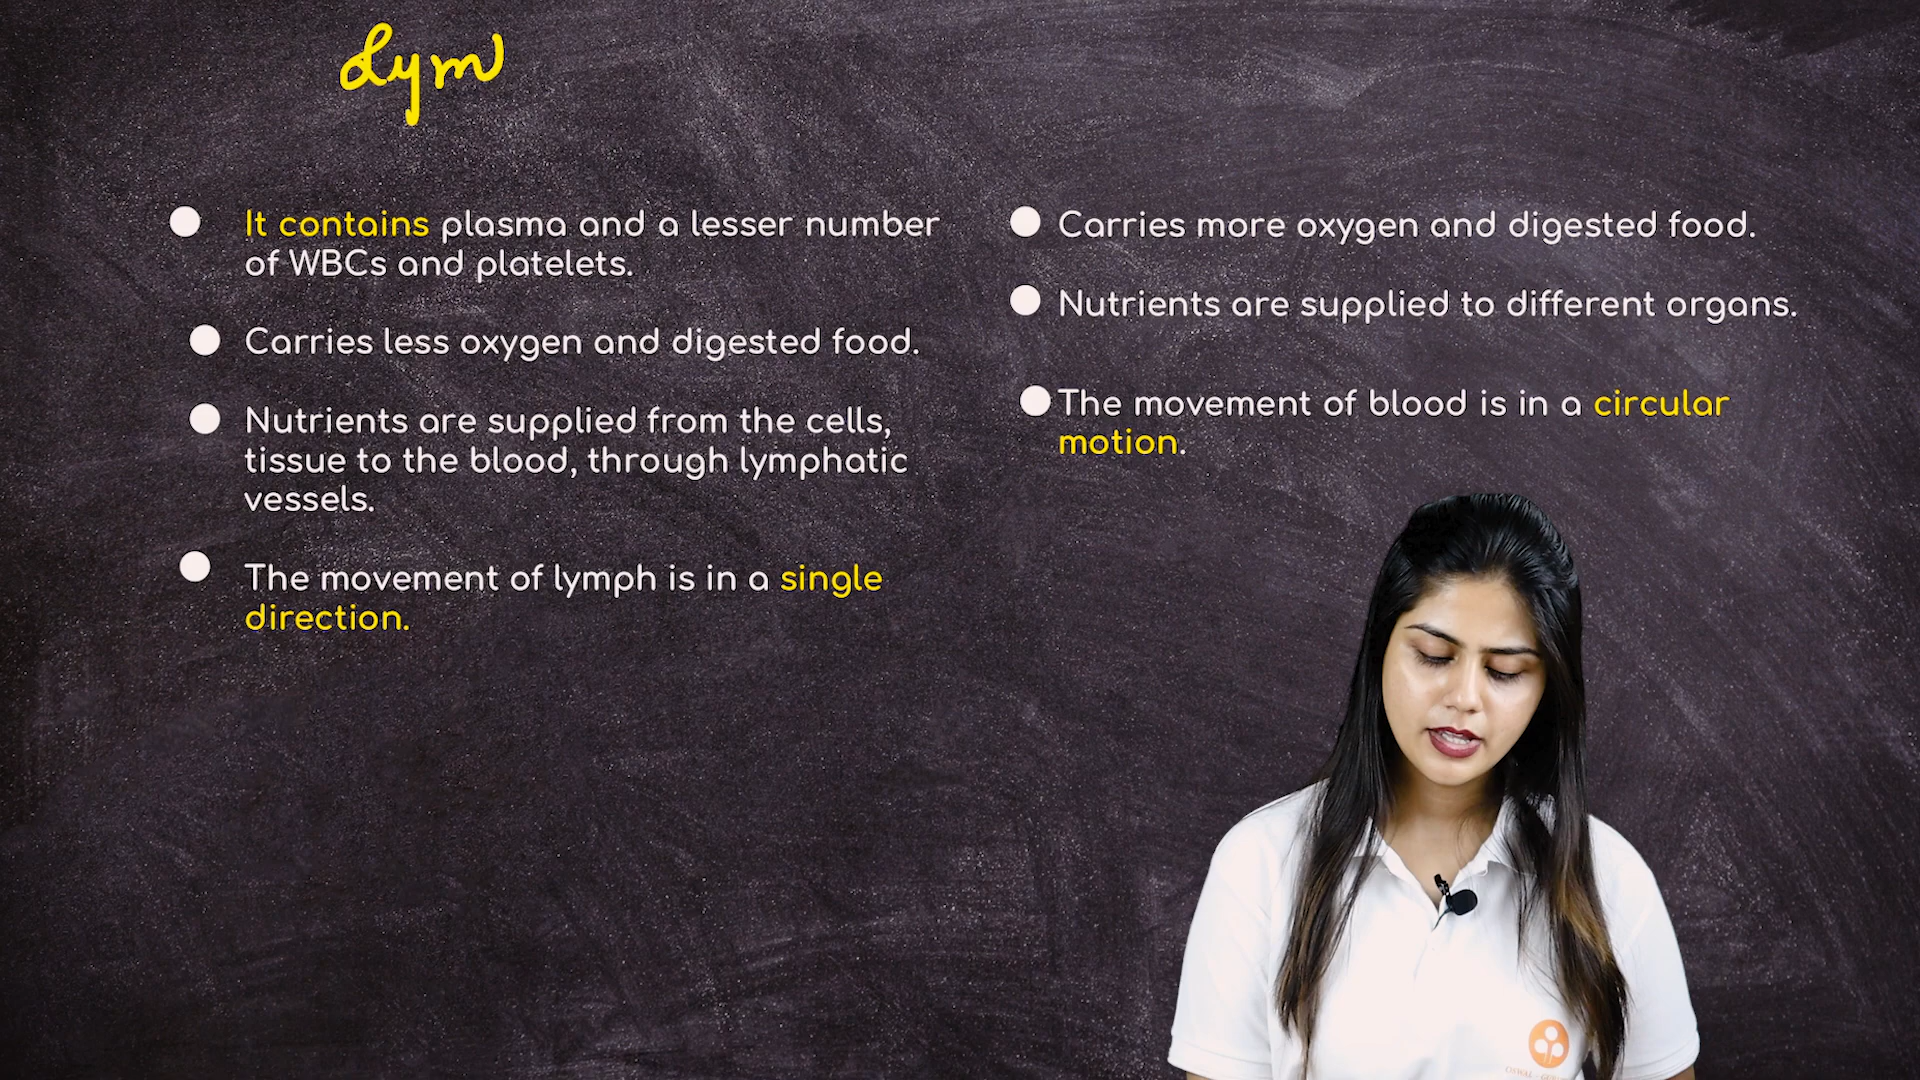 Lym
It contains plasma and a lesser number
of WBCs and platelets.
Carries less oxygen and digested food.
Nutrients are supplied from the cells,
tissue to the blood, through lymphatic
vessels.
The movement of lymph is in a single
direction.
Carries more oxygen and digested food.
Nutrients are supplied to different organs.
The movement of blood is in a circular
motion.